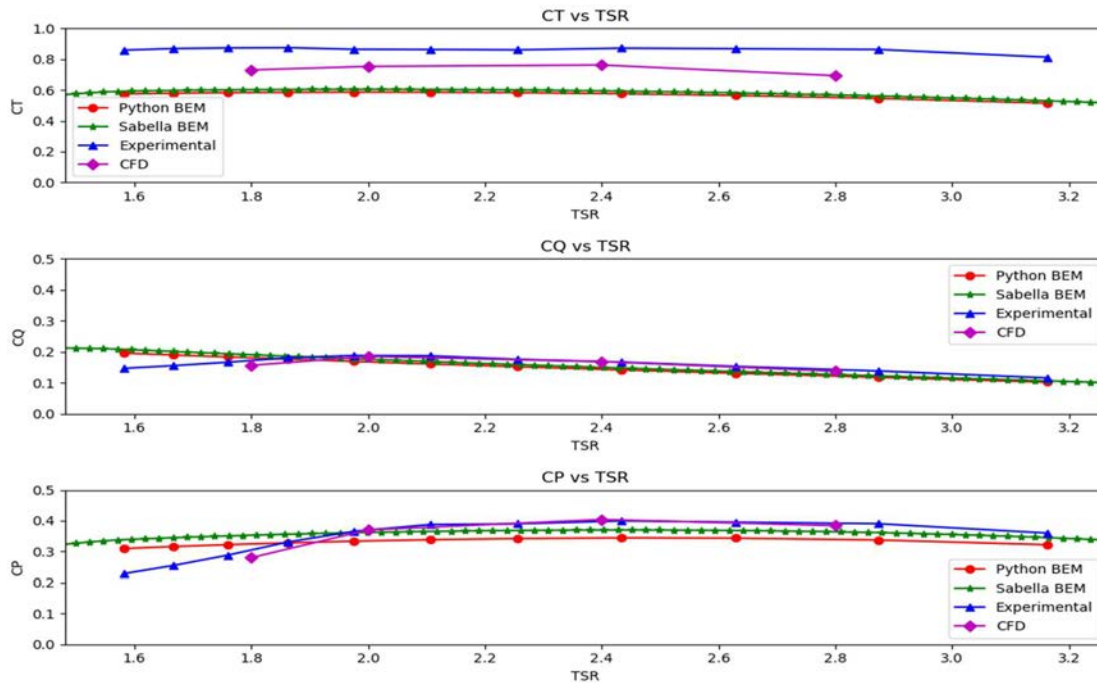 CT vs TSR
1.0
0.8
0.6
0.4
0.2
0.0
CT
Python BEM
Sabella BEM
Experimental
CFD
1.6 1.8 2.0 2.2 2.4 2.6 2.8 3.0 3.2
TSR
CQ vs TSR
0.5
0.4
0.3
0.2
0.1
0.0
CQ
Python BEM
Sabella BEM
Experimental
CFD
1.6 1.8 2.0 2.2 2.4 2.6 2.8 3.0 3.2
TSR
CP vs TSR
0.5
0.4
0.3
0.2
0.1
0.0
CP
Python BEM
Sabella BEM
Experimental
CFD
1.6 1.8 2.0 2.2 2.4 2.6 2.8 3.0 3.2
TSR